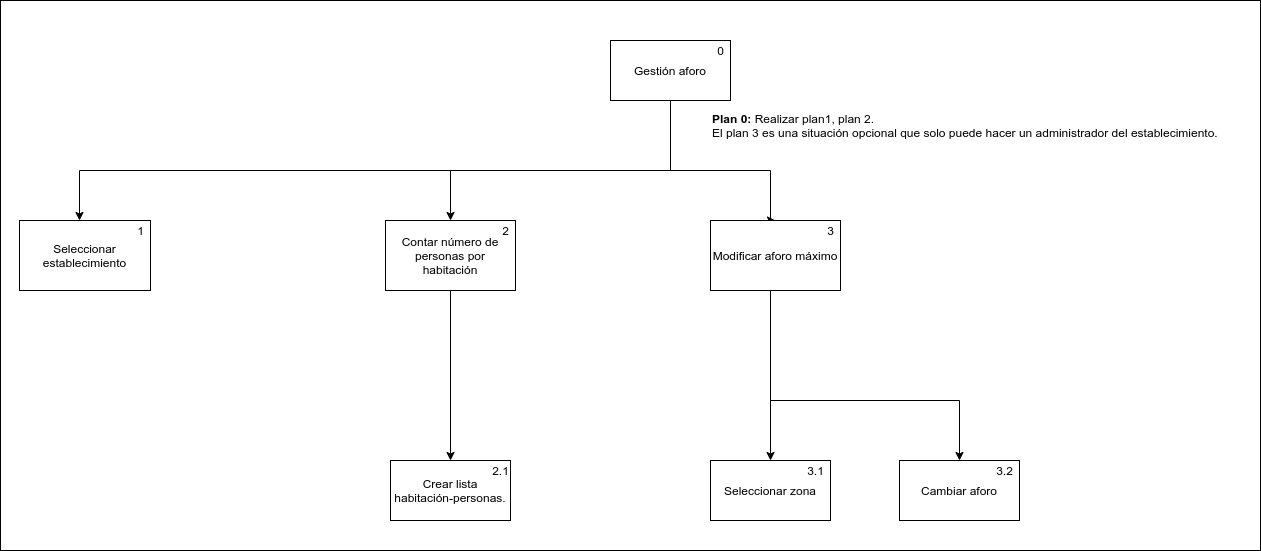 0
Gestión aforo
Plan 0: Realizar plan1, plan 2.
El plan 3 es una situación opcional que solo puede hacer un administrador del establecimiento.
1
Seleccionar
establecimiento
2
Contar número de
personas por
habitación
3
Modificar aforo máximo
2.1
Crear lista
habitación-personas.
3.1
Seleccionar zona
3.2
Cambiar aforo